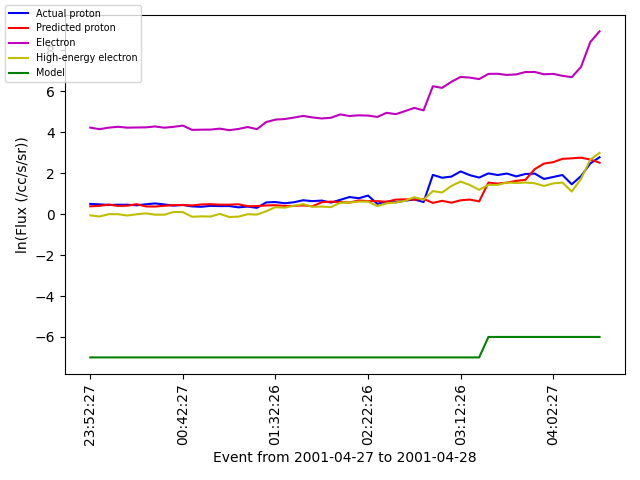 Actual proton
Predicted proton
Electron
High-energy electron
Model
ln(Flux (/cc/s/sr))
8
6
4
2
0
−2
−4
−6
23:52:27
00:42:27
01:32:26
02:22:26
03:12:26
04:02:27
Event from 2001-04-27 to 2001-04-28